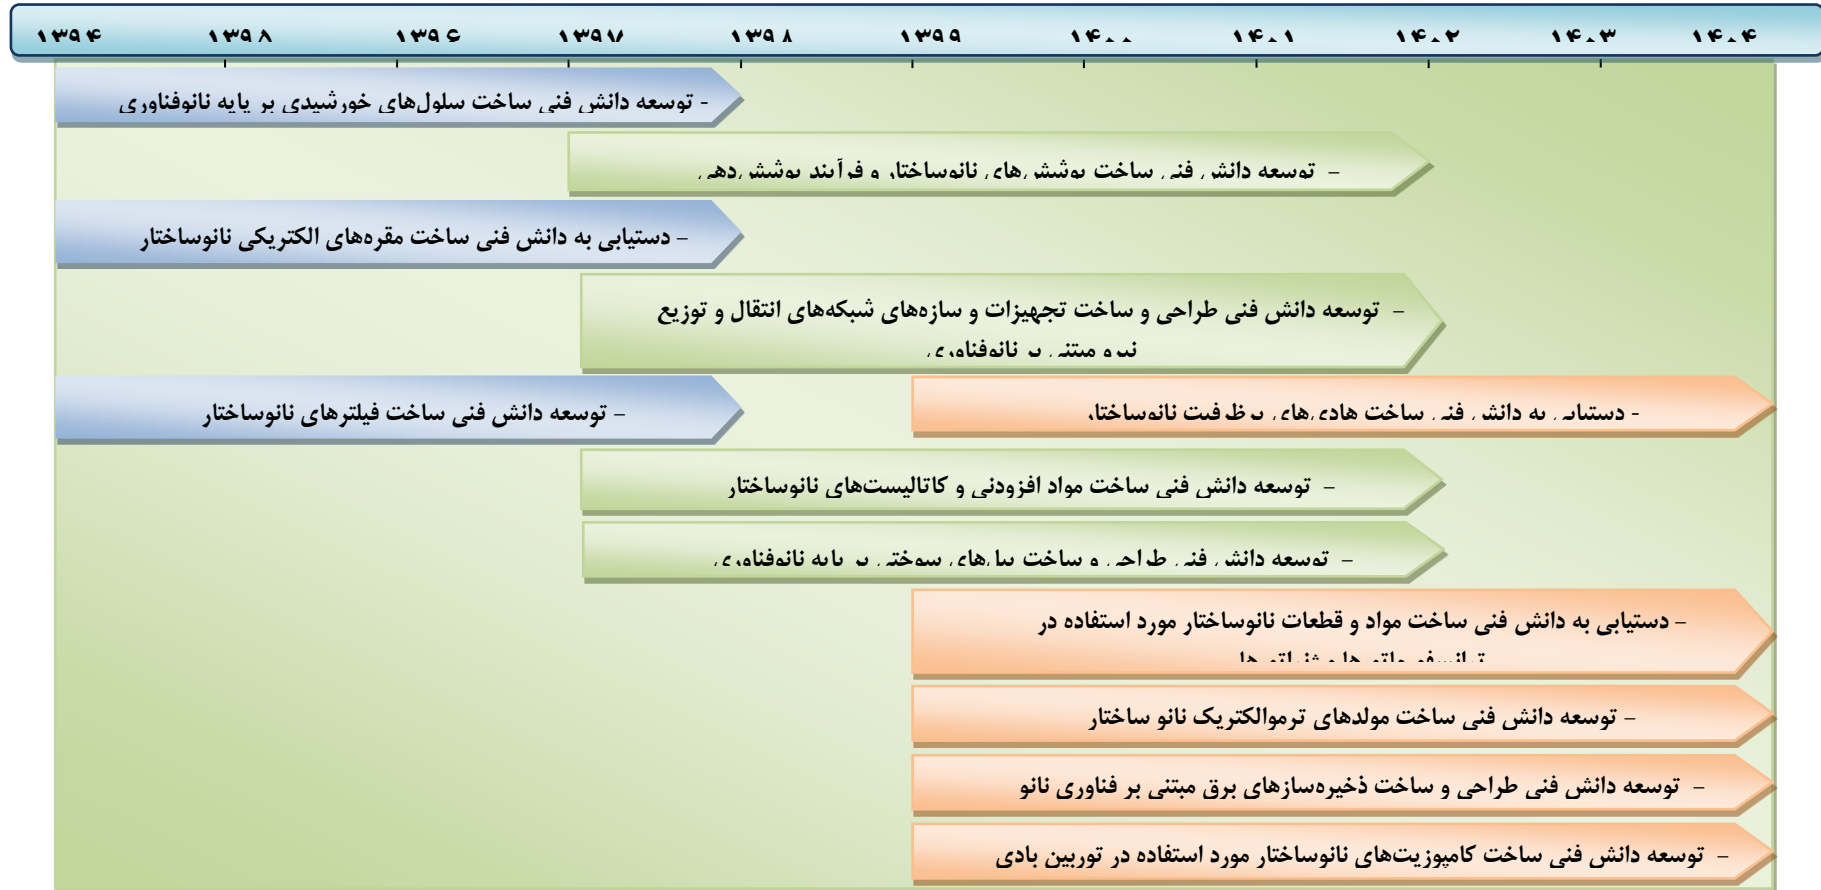 ۱۳۹۴ ۱۳۹۵ ۱۳۹۶ ۱۳۹۷ ۱۳۹۸ ۱۳۹۹ ۱۴۰۰ ۱۴۰۱ ۱۴۰۲ ۱۴۰۳ ۱۴۰۴
- توسعه دانش فنی ساخت سلول‌های خورشیدی بر پایه نانوفناوری
– توسعه دانش فنی ساخت پوشش‌های نانوساختار و فرآیند پوشش‌دهی
– دستیابی به دانش فنی ساخت مقره‌های الکتریکی نانوساختار
– توسعه دانش فنی طراحی و ساخت تجهیزات و سازه‌های شبکه‌های انتقال و توزیع
نیرو مبتنی بر نانوفناوری
– توسعه دانش فنی ساخت فیلترهای نانوساختار
- دستیابی به دانش فنی ساخت هادی‌های پرظرفیت نانوساختار
– توسعه دانش فنی ساخت مواد افزودنی و کاتالیست‌های نانوساختار
– توسعه دانش فنی طراحی و ساخت پیل‌های سوختی بر پایه نانوفناوری
– دستیابی به دانش فنی ساخت مواد و قطعات نانوساختار مورد استفاده در
ترانسفورماتورها و ژنراتورها
– توسعه دانش فنی ساخت مولدهای ترموالکتریک نانو ساختار
– توسعه دانش فنی طراحی و ساخت ذخیره‌سازهای برق مبتنی بر فناوری نانو
– توسعه دانش فنی ساخت کامپوزیت‌های نانوساختار مورد استفاده در توربین بادی